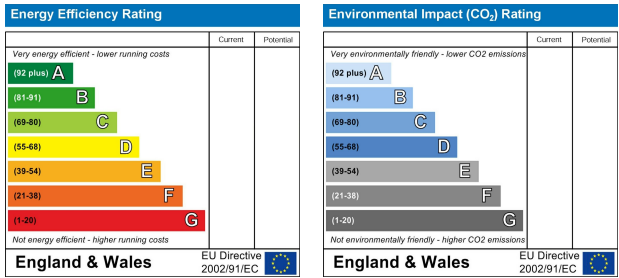 Energy Efficiency Rating
Current Potential
Very energy efficient - lower running costs
(92 plus) A
(81-91) B
(69-80) C
(55-68) D
(39-54) E
(21-38) F
(1-20) G
Not energy efficient - higher running costs
England & Wales
EU Directive
2002/91/EC
Environmental Impact (CO₂) Rating
Current Potential
Very environmentally friendly - lower CO2 emissions
(92 plus) A
(81-91) B
(69-80) C
(55-68) D
(39-54) E
(21-38) F
(1-20) G
Not environmentally friendly - higher CO2 emissions
England & Wales
EU Directive
2002/91/EC